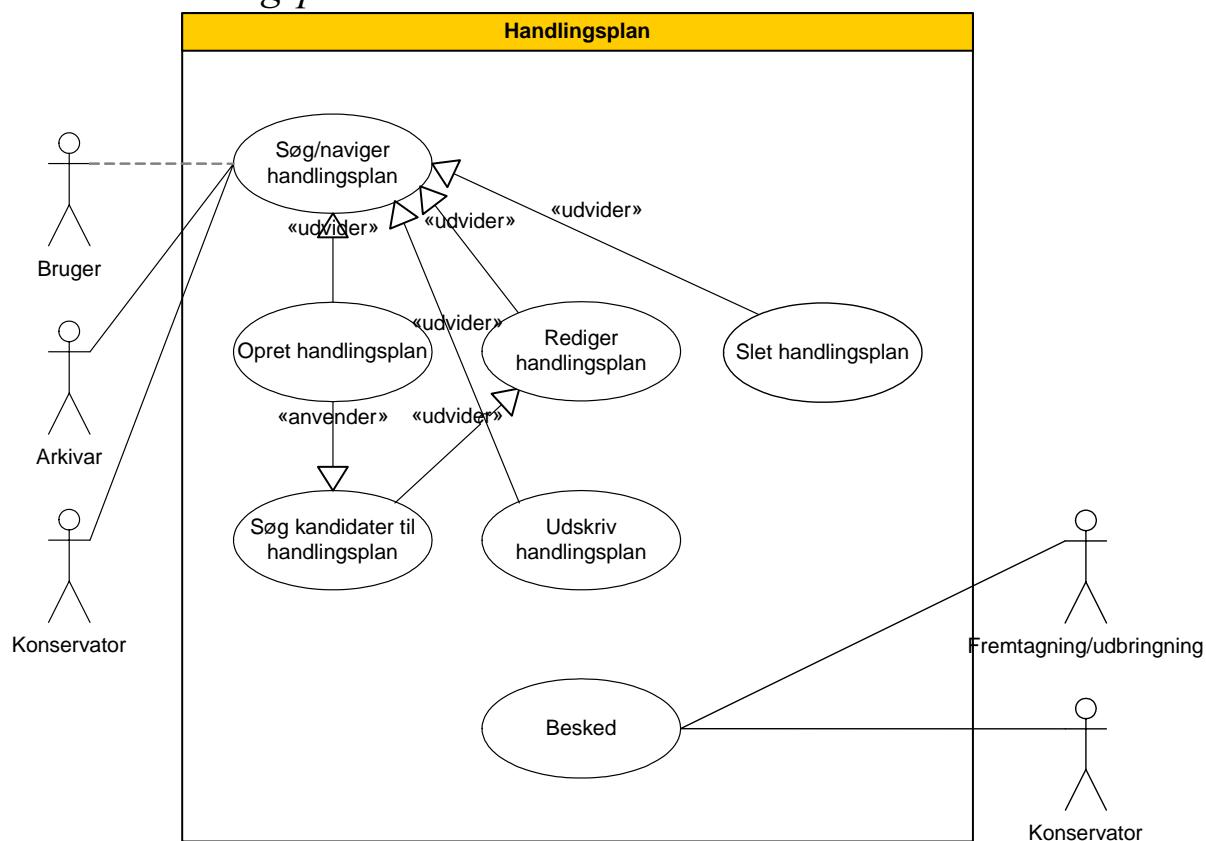 Handlingsplan
Søg/naviger
handlingsplan
«udvider»
«udvider»
«udvider»
Bruger
Opret handlingsplan
«udvider»
Rediger
handlingsplan
Slet handlingsplan
«anvender»
«udvider»
Arkivar
Søg kandidater til
handlingsplan
Udskriv
handlingsplan
Konservator
Fremtagning/udbringning
Besked
Konservator